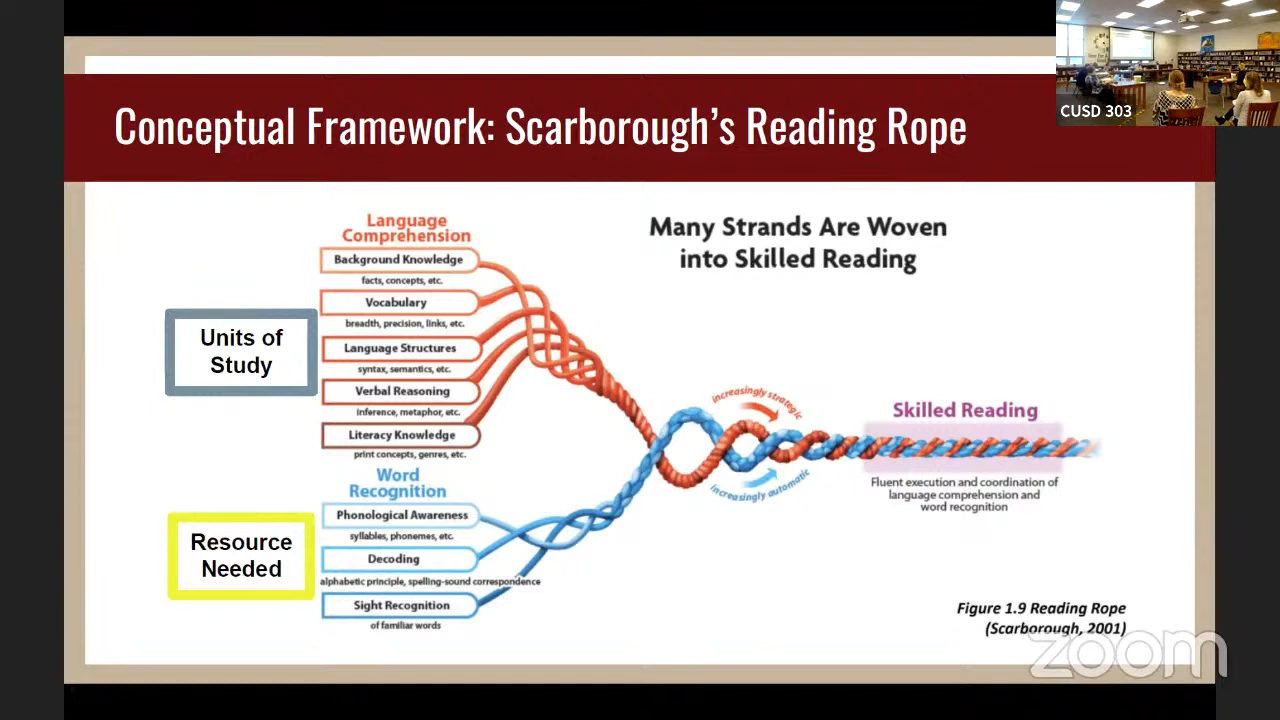 CUSD 303
Conceptual Framework: Scarborough's Reading Rope
Many Strands Are Woven
into Skilled Reading
Language
Comprehension
Background Knowledge
facts, concepts, etc.
Vocabulary
breadth, precision, links, etc.
Language Structures
syntax, semantics, etc.
Verbal Reasoning
inference, metaphor, etc.
Literacy Knowledge
print concepts, genres, etc.
Units of
Study
Word
Recognition
Phonological Awareness
syllables, phonemes, etc.
Decoding
alphabetic principle, spelling-sound correspondence
Sight Recognition
of familiar words
Resource
Needed
increasingly strategic
increasingly automatic
Skilled Reading
Fluent execution and coordination of
language comprehension and
word recognition
Figure 1.9 Reading Rope
(Scarborough, 2001)
zoom